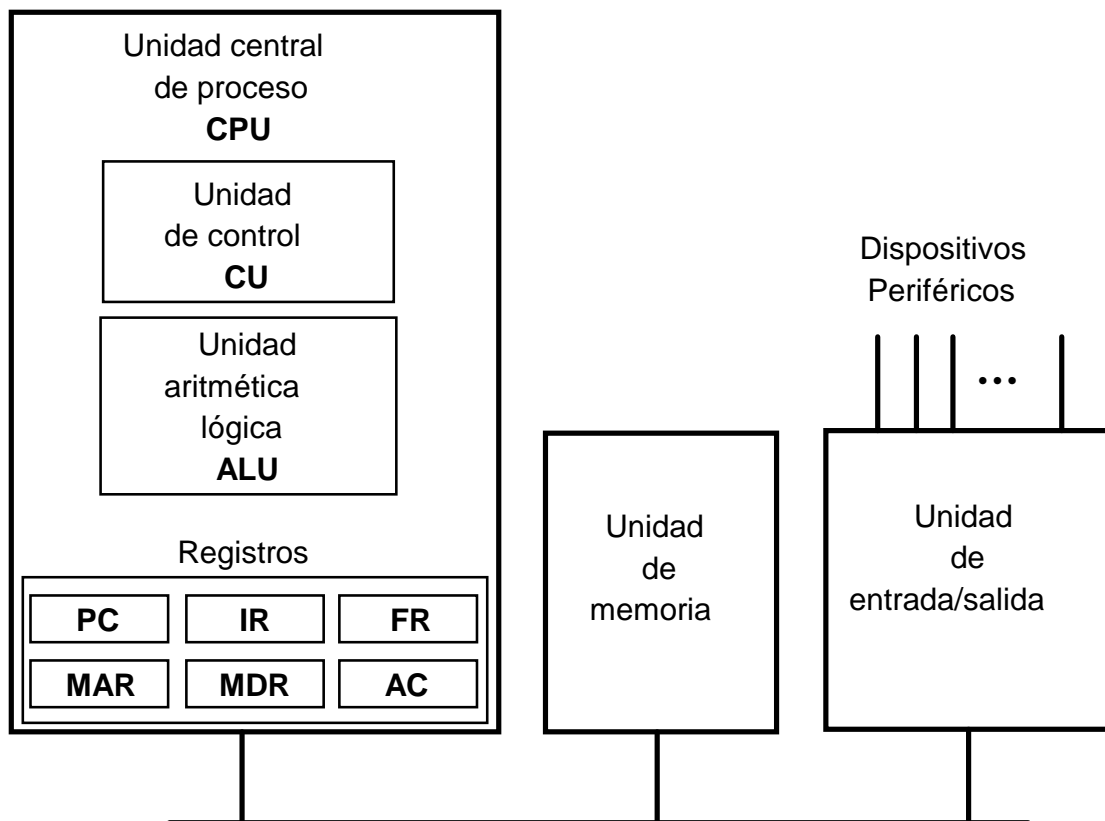 Unidad central
de proceso
CPU
Unidad
de control
CU
Unidad
aritmética
lógica
ALU
Registros
PC IR FR
MAR MDR AC
Unidad
de
memoria
Dispositivos
Periféricos
...
Unidad
de
entrada/salida